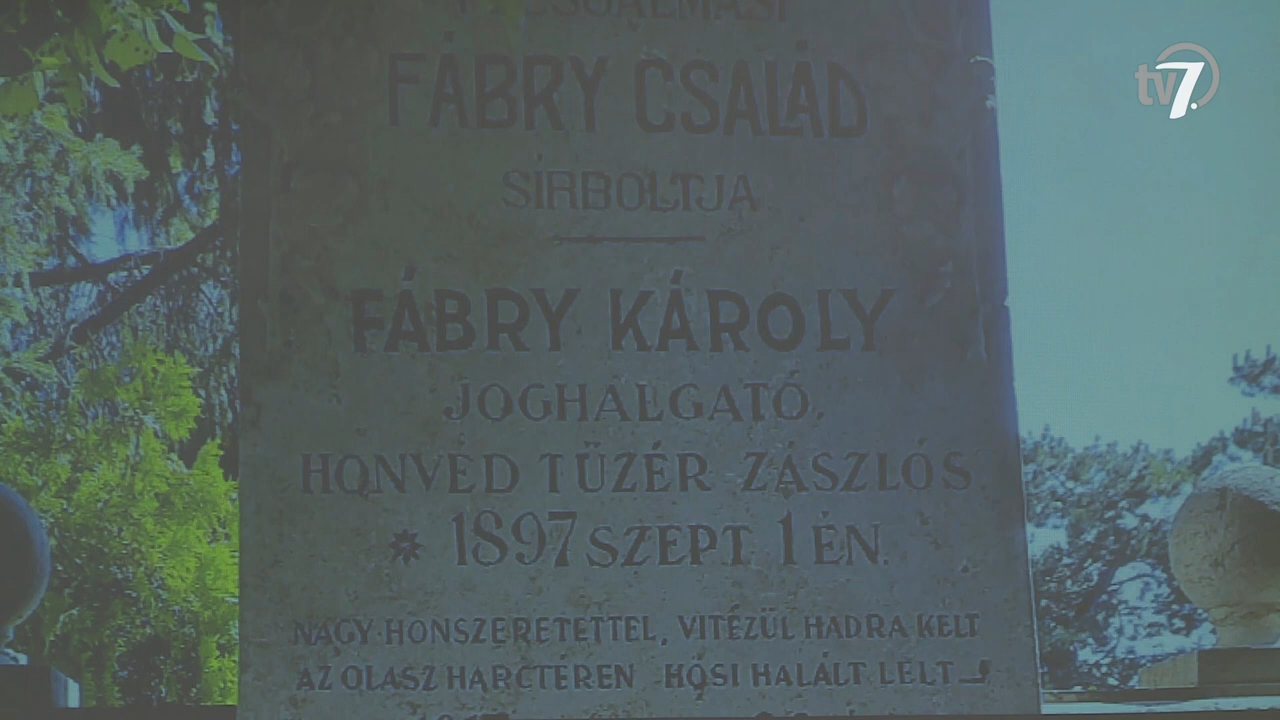 FÁBRY CSALÁD
SÍRBOLTJA
FÁBRY KÁROLY
JOGHALGATÓ,
HONVÉD TÜZÉR ZÁSZLÓS
* 1897 SZEPT 1 ÉN.
NAGY HONSZERETETTEL, VITÉZÜL HADRA KELT
AZ OLASZ HARCTEREN HŐSI HALÁLT LELT
tv7.